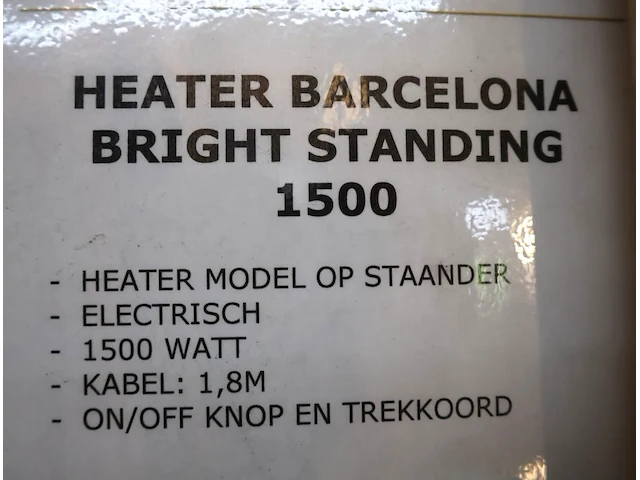 HEATER BARCELONA
BRIGHT STANDING
1500
- HEATER MODEL OP STAANDER
- ELECTRISCH
- 1500 WATT
- KABEL: 1,8M
- ON/OFF KNOP EN TREKKOORD